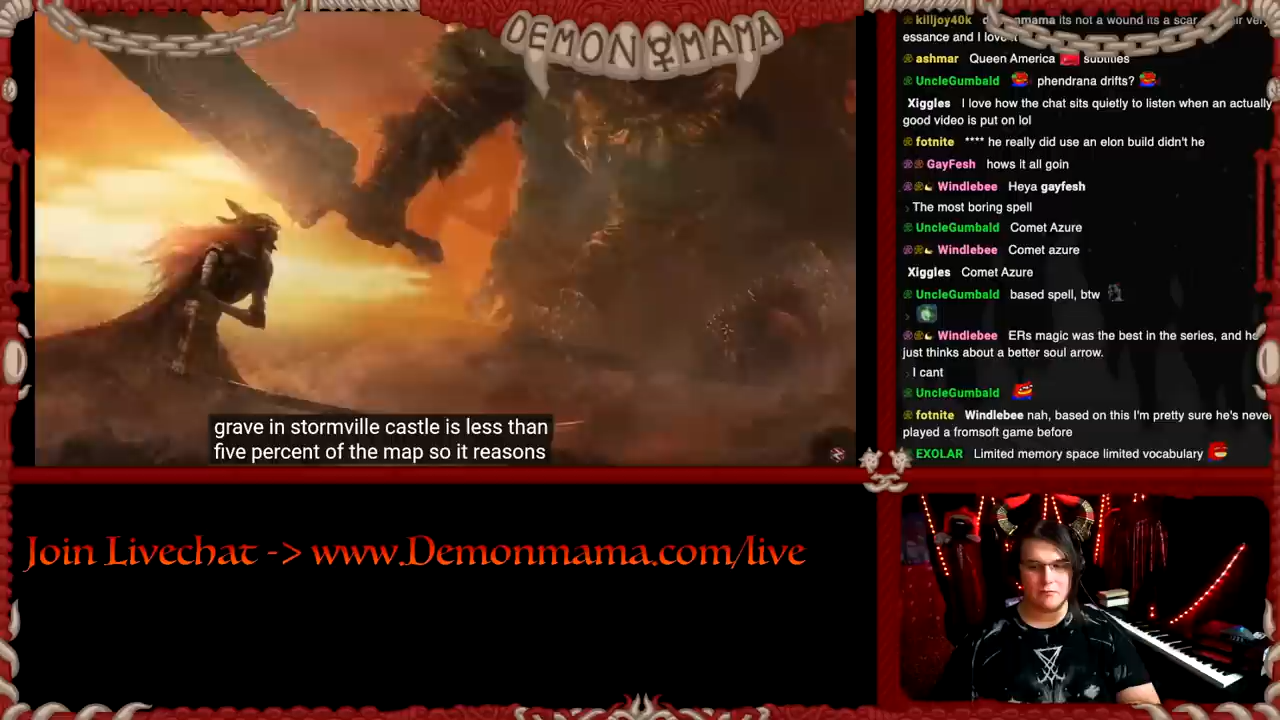 DEMON♀MAMA
grave in stormville castle is less than
five percent of the map so it reasons
Join Livechat -> www.Demonmama.com/live
killjoy40k its not a wound its a scar
essance and I love
ashmar Queen America subtitles
UncleGumbald phendrana drifts?
Xiggles I love how the chat sits quietly to listen when an actually
good video is put on lol
fotnite **** he really did use an elon build didn't he
GayFesh hows it all goin
Windlebee Heya gayfesh
The most boring spell
UncleGumbald Comet Azure
Windlebee Comet azure
Xiggles Comet Azure
UncleGumbald based spell, btw
Windlebee ERs magic was the best in the series, and he
just thinks about a better soul arrow.
I cant
UncleGumbald
fotnite Windlebee nah, based on this I'm pretty sure he's never
played a fromsoft game before
EXOLAR Limited memory space limited vocabulary